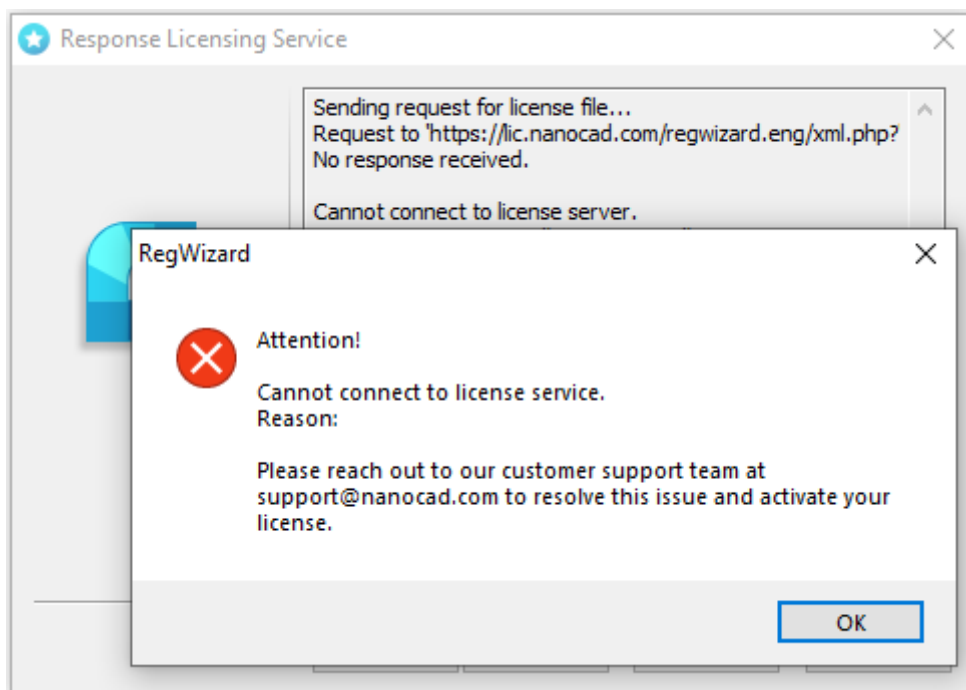 Response Licensing Service
Sending request for license file...
Request to 'https://lic.nanocad.com/regwizard.eng/xml.php?
No response received.
Cannot connect to license server.
RegWizard
Attention!
Cannot connect to license service.
Reason:
Please reach out to our customer support team at
support@nanocad.com to resolve this issue and activate your
license.
OK